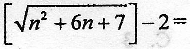 [√n² + 6n + 7] − 2 =